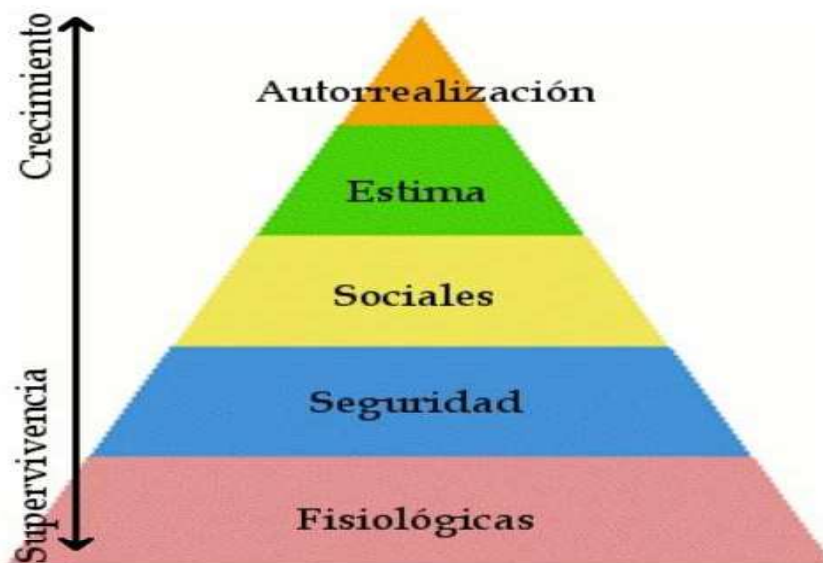 Crecimiento
Autorrealización
Estima
Sociales
Seguridad
Supervivencia
Fisiológicas